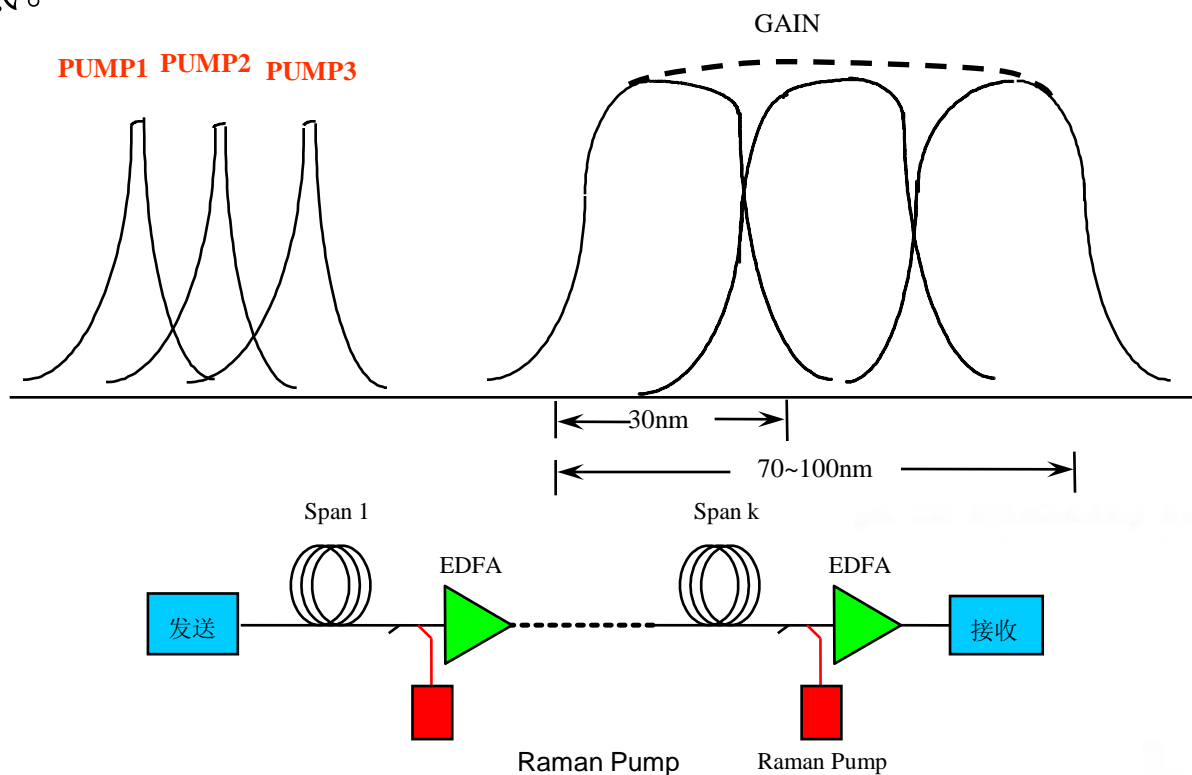 。
GAIN
PUMP1 PUMP2 PUMP3
30nm
70~100nm
Span 1
Span k
EDFA
EDFA
发送
接收
Raman Pump
Raman Pump